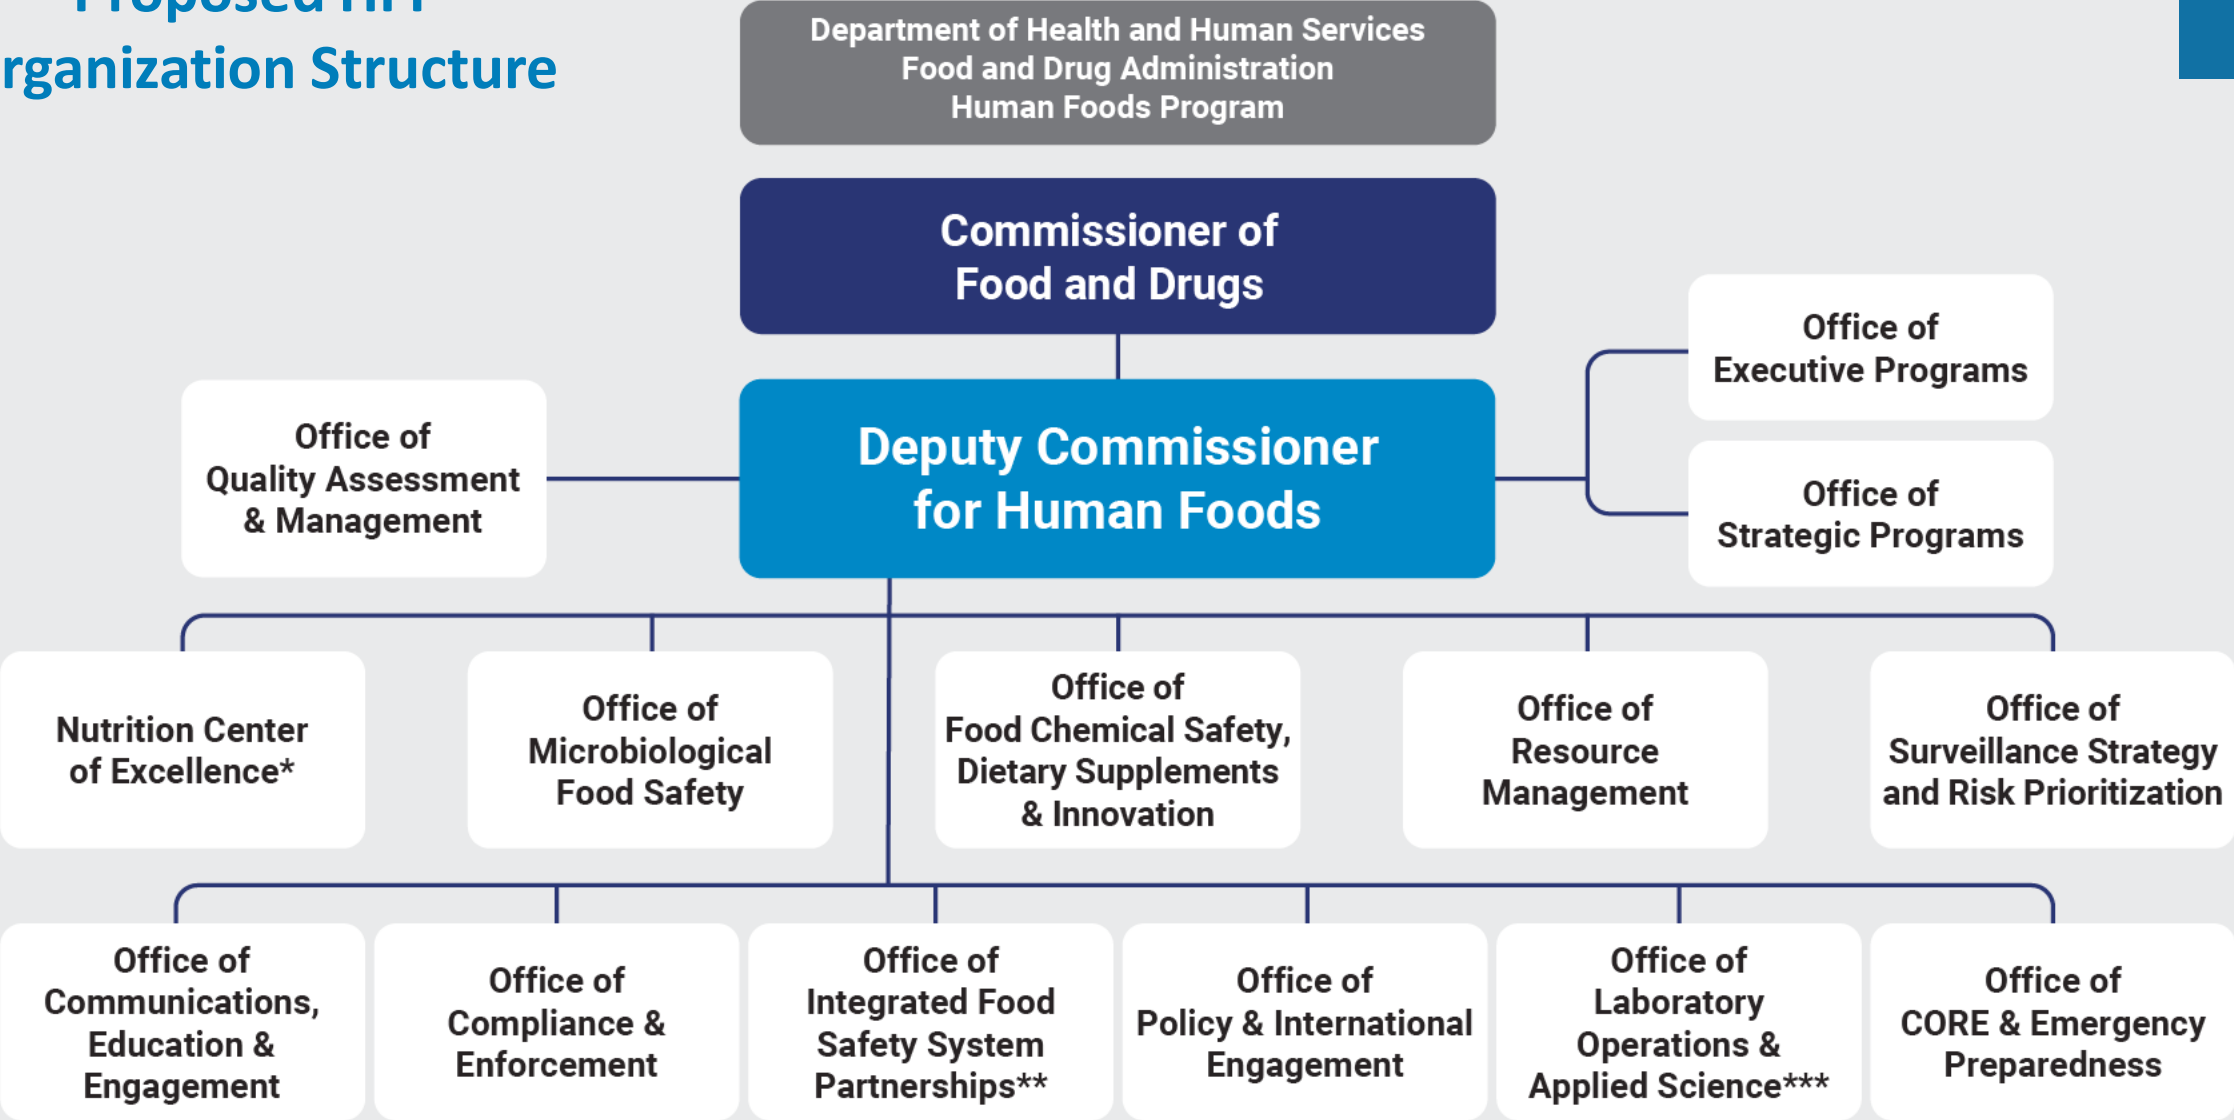 Proposed HFP
rganization Structure
Department of Health and Human Services
Food and Drug Administration
Human Foods Program
Commissioner of
Food and Drugs
Office of
Executive Programs
Office of
Quality Assessment
& Management
Deputy Commissioner
for Human Foods
Office of
Strategic Programs
Nutrition Center
of Excellence*
Office of
Microbiological
Food Safety
Office of
Food Chemical Safety,
Dietary Supplements
& Innovation
Office of
Resource
Management
Office of
Surveillance Strategy
and Risk Prioritization
Office of
Communications,
Education &
Engagement
Office of
Compliance &
Enforcement
Office of
Integrated Food
Safety System
Partnerships**
Office of
Policy & International
Engagement
Office of
Laboratory
Operations &
Applied Science***
Office of
CORE & Emergency
Preparedness